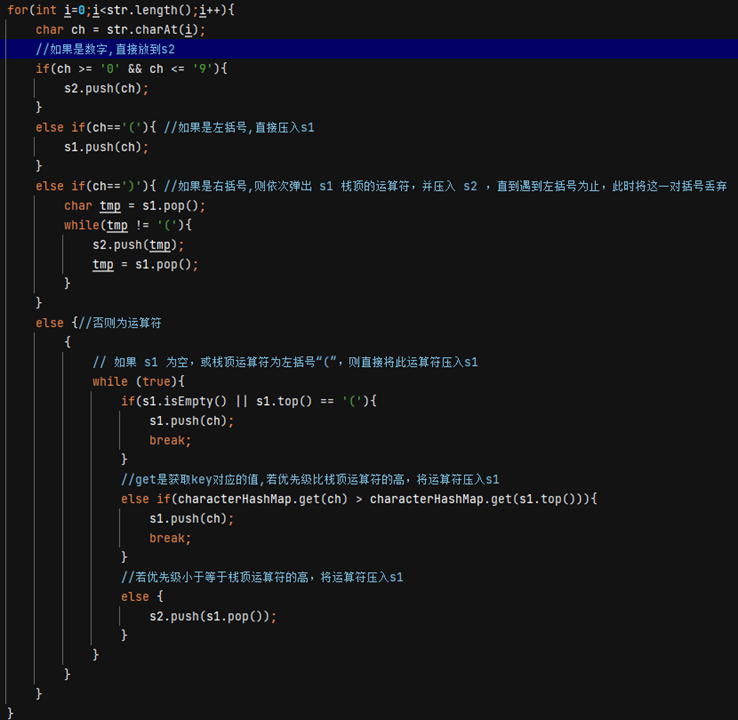 for(int i=0;i<str.length();i++){
    char ch = str.charAt(i);
    //如果是数字,直接放到s2
    if(ch >= '0' && ch <= '9'){
        s2.push(ch);
    }
    else if(ch=='('){ //如果是左括号,直接压入s1
        s1.push(ch);
    }
    else if(ch==')'){ //如果是右括号,则依次弹出 s1 栈顶的运算符，并压入 s2 ，直到遇到左括号为止，此时将这一对括号丢弃
        char tmp = s1.pop();
        while(tmp != '('){
            s2.push(tmp);
            tmp = s1.pop();
        }
    }
    else {//否则为运算符
        {
            // 如果 s1 为空，或栈顶运算符为左括号“(”，则直接将此运算符压入s1
            while (true){
                if(s1.isEmpty() || s1.top() == '('){
                    s1.push(ch);
                    break;
                }
                //get是获取key对应的值,若优先级比栈顶运算符的高，将运算符压入s1
                else if(characterHashMap.get(ch) > characterHashMap.get(s1.top())){
                    s1.push(ch);
                    break;
                }
                //若优先级小于等于栈顶运算符的高，将运算符压入s1
                else {
                    s2.push(s1.pop());
                }
            }
        }
    }
}